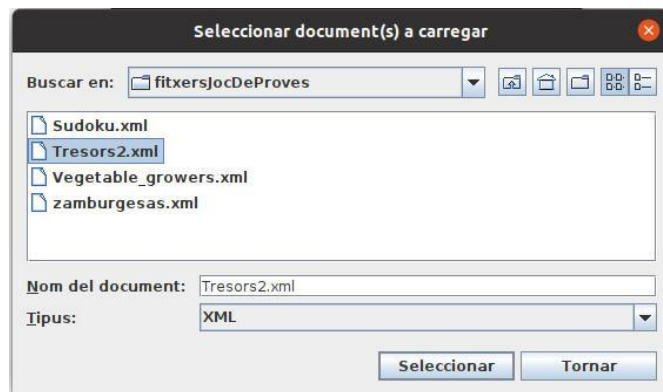 Seleccionar document(s) a carregar
Buscar en: fitxersJocDeProves
Sudoku.xml
Tresors2.xml
Vegetable_growers.xml
zamburgesas.xml
Nom del document: Tresors2.xml
Tipus: XML
Seleccionar Tornar